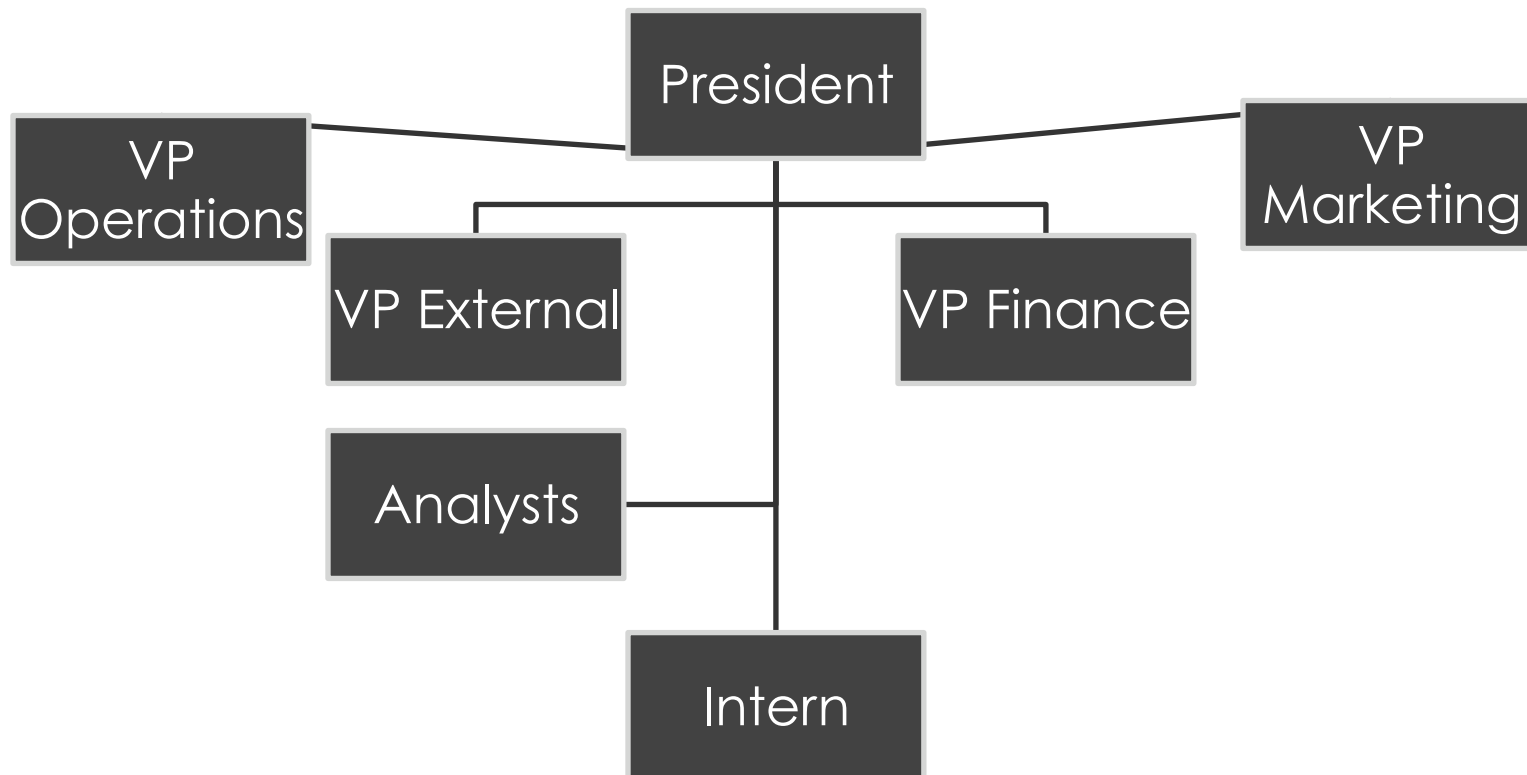 President
VP
Operations
VP
Marketing
VP External
VP Finance
Analysts
Intern